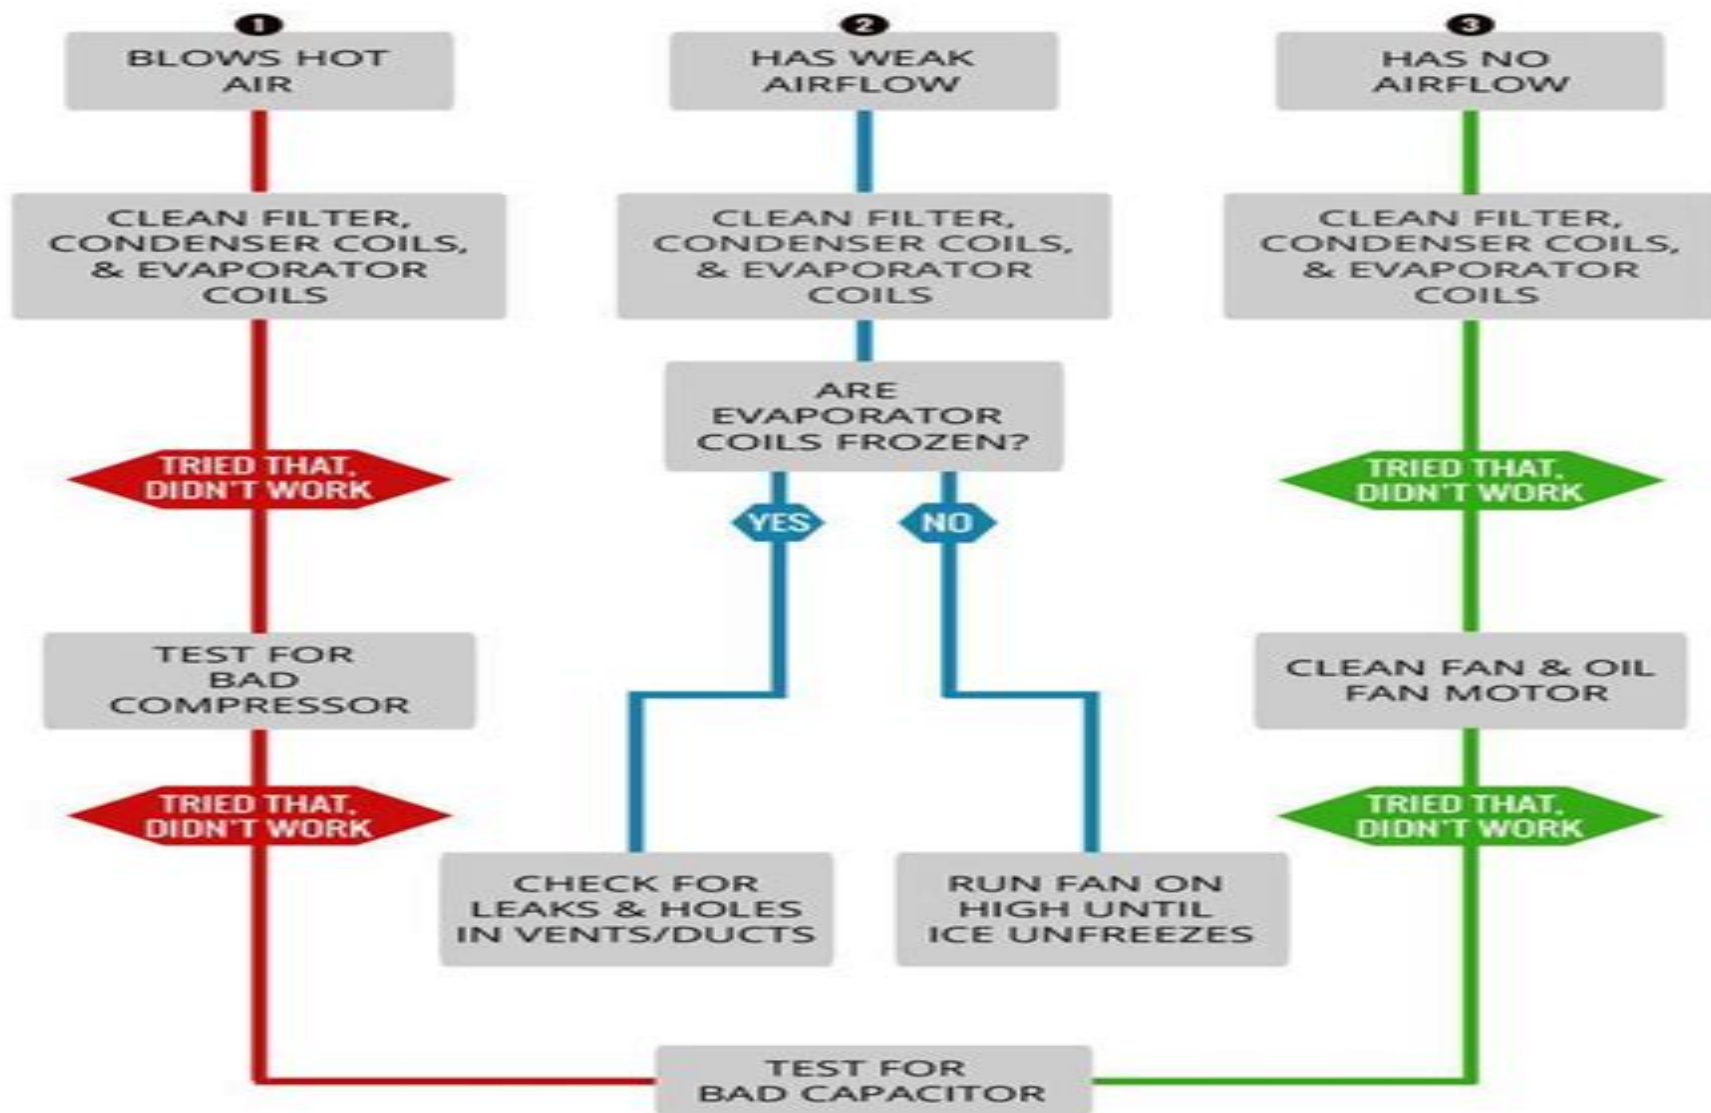 1
BLOWS HOT
AIR
CLEAN FILTER,
CONDENSER COILS,
& EVAPORATOR
COILS
TRIED THAT,
DIDN'T WORK
TEST FOR
BAD
COMPRESSOR
TRIED THAT,
DIDN'T WORK
2
HAS WEAK
AIRFLOW
CLEAN FILTER,
CONDENSER COILS,
& EVAPORATOR
COILS
ARE
EVAPORATOR
COILS FROZEN?
YES
NO
CHECK FOR
LEAKS & HOLES
IN VENTS/DUCTS
RUN FAN ON
HIGH UNTIL
ICE UNFREEZES
3
HAS NO
AIRFLOW
CLEAN FILTER,
CONDENSER COILS,
& EVAPORATOR
COILS
TRIED THAT,
DIDN'T WORK
CLEAN FAN & OIL
FAN MOTOR
TRIED THAT,
DIDN'T WORK
TEST FOR
BAD CAPACITOR